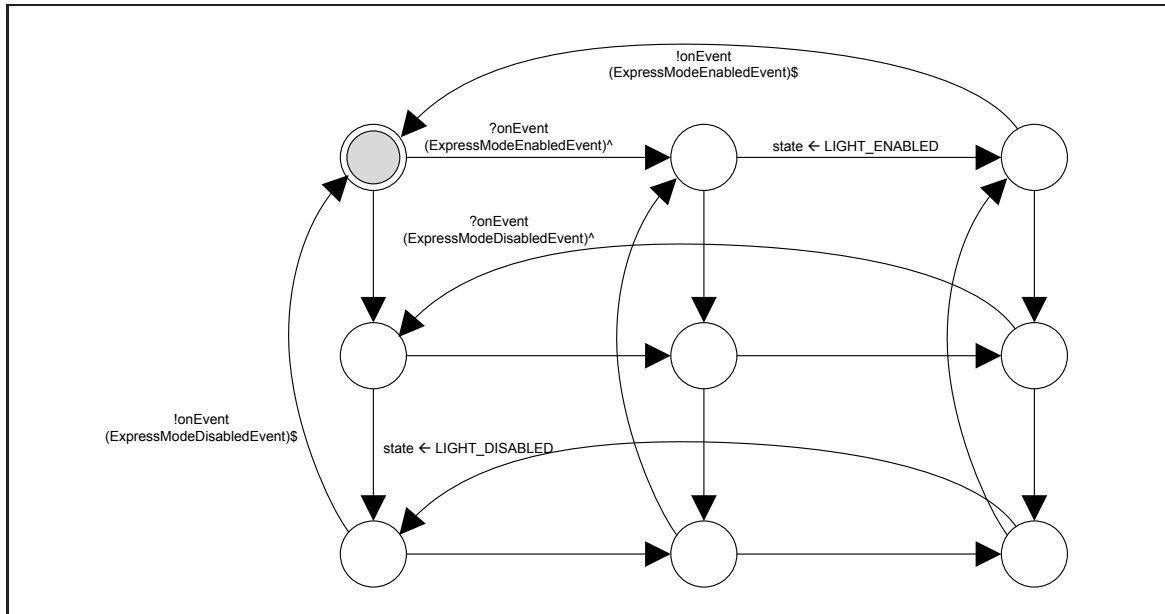 !onEvent
(ExpressModeEnabledEvent)$
?onEvent
(ExpressModeEnabledEvent)^
state ← LIGHT_ENABLED
?onEvent
(ExpressModeDisabledEvent)^
!onEvent
(ExpressModeDisabledEvent)$
state ← LIGHT_DISABLED